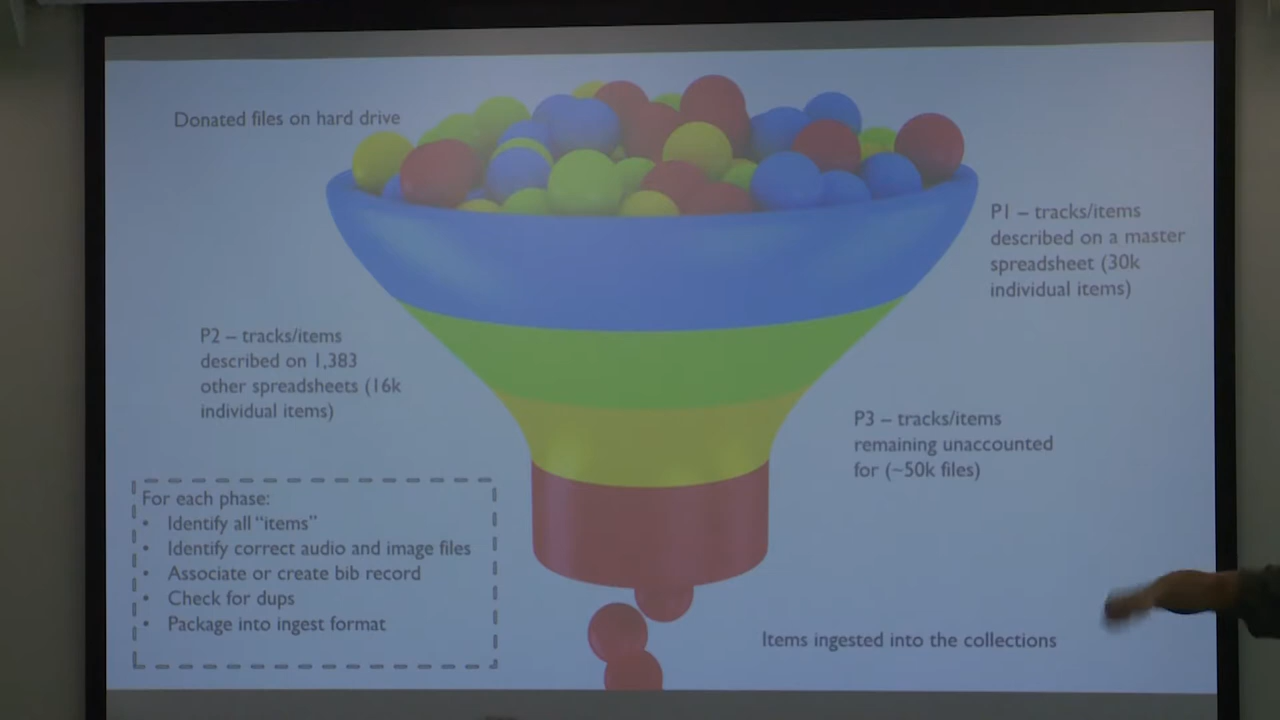 Donated files on hard drive
P1 – tracks/items
described on a master
spreadsheet (30k
individual items)
P2 – tracks/items
described on 1,383
other spreadsheets (16k
individual items)
P3 – tracks/items
remaining unaccounted
for (~50k files)
For each phase:
• Identify all “items”
• Identify correct audio and image files
• Associate or create bib record
• Check for dups
• Package into ingest format
Items ingested into the collections